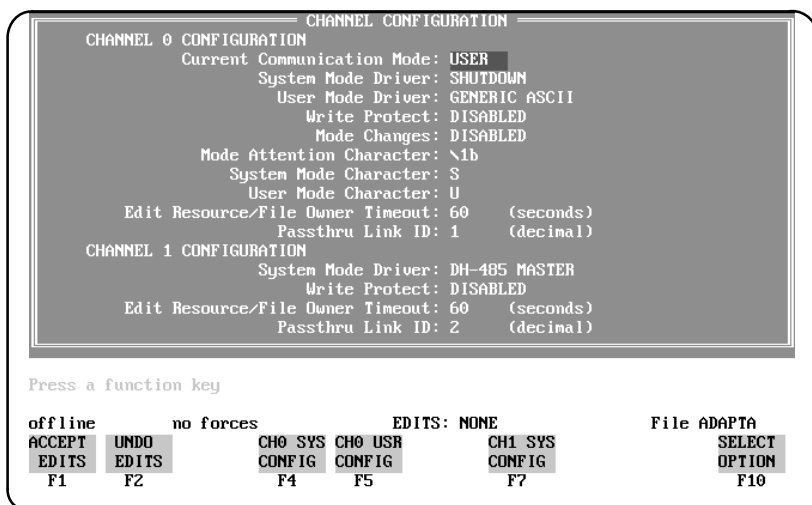 CHANNEL CONFIGURATION
CHANNEL 0 CONFIGURATION
Current Communication Mode: USER
System Mode Driver: SHUTDOWN
User Mode Driver: GENERIC ASCII
Write Protect: DISABLED
Mode Changes: DISABLED
Mode Attention Character: \1b
System Mode Character: S
User Mode Character: U
Edit Resource/File Owner Timeout: 60 (seconds)
Passthru Link ID: 1 (decimal)
CHANNEL 1 CONFIGURATION
System Mode Driver: DH-485 MASTER
Write Protect: DISABLED
Edit Resource/File Owner Timeout: 60 (seconds)
Passthru Link ID: 2 (decimal)
Press a function key
offline no forces EDITS: NONE File ADAPTA
ACCEPT UNDO CH0 SYS CH0 USR CH1 SYS SELECT
EDITS EDITS CONFIG CONFIG CONFIG OPTION
F1 F2 F4 F5 F7 F10